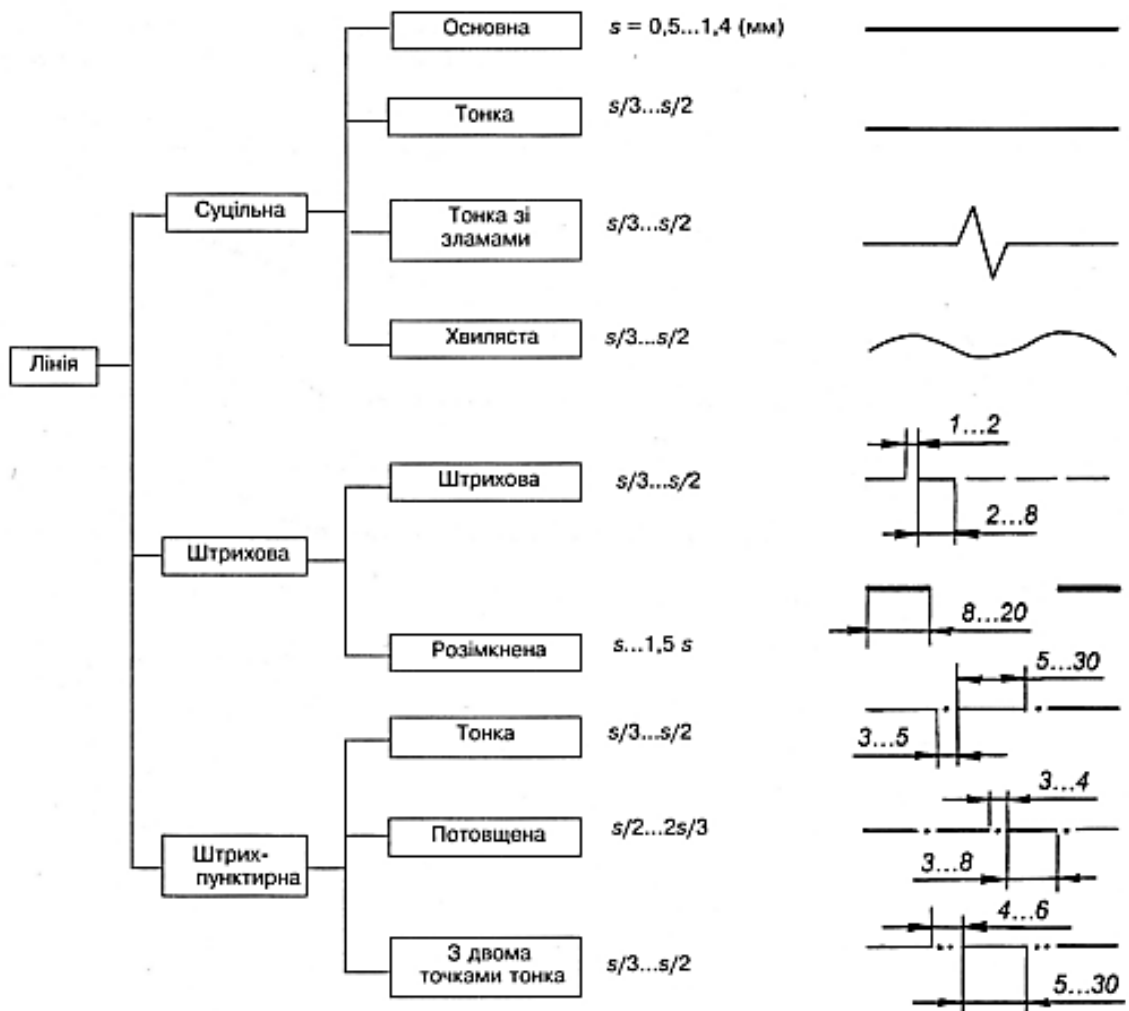 Основна s = 0,5...1,4 (мм)
Тонка s/3...s/2
Суцільна
Тонка зі
зламами
s/3...s/2
Хвиляста s/3...s/2
Лінія
1...2
Штрихова s/3...s/2
2...8
Штрихова
8...20
Розімкнена s...1,5 s
5...30
Тонка s/3...s/2
3...5
3...4
Потовщена s/2...2s/3
Штрих-
пунктирна
3...8
4...6
З двома
точками тонка
s/3...s/2
5...30